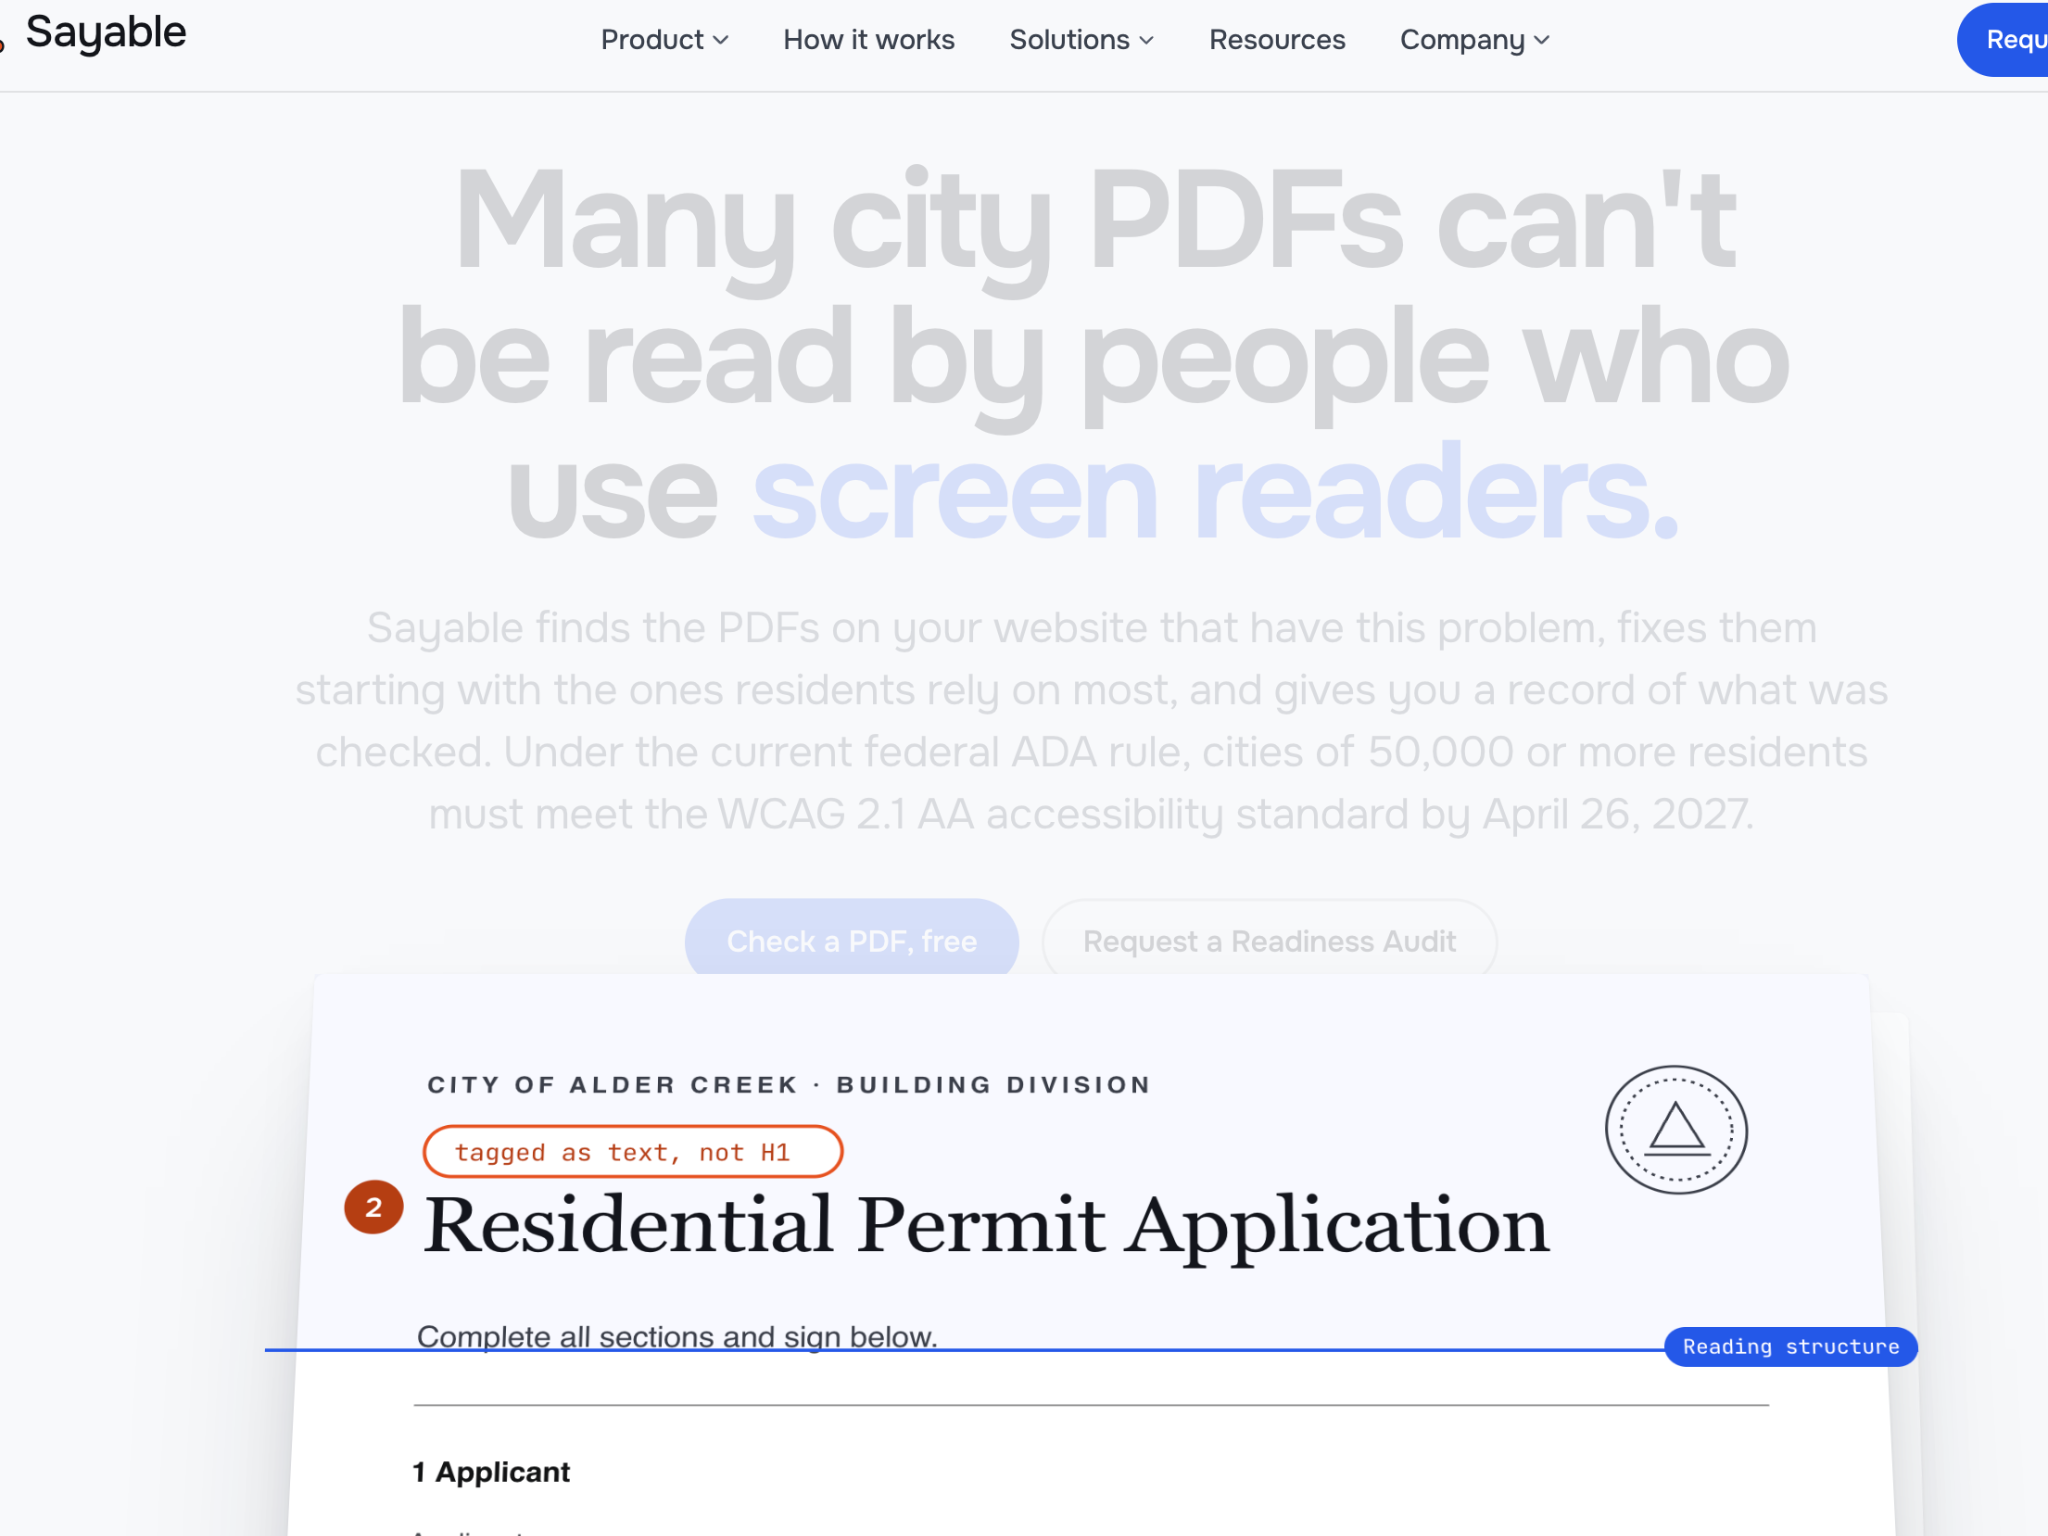 Sayable
Product
How it works
Solutions
Resources
Company
Many city PDFs can't
be read by people who
use screen readers.
Sayable finds the PDFs on your website that have this problem, fixes them
starting with the ones residents rely on most, and gives you a record of what was
checked. Under the current federal ADA rule, cities of 50,000 or more residents
must meet the WCAG 2.1 AA accessibility standard by April 26, 2027.
Check a PDF, free
Request a Readiness Audit
CITY OF ALDER CREEK · BUILDING DIVISION
tagged as text, not H1
2
Residential Permit Application
Complete all sections and sign below.
Reading structure
1 Applicant